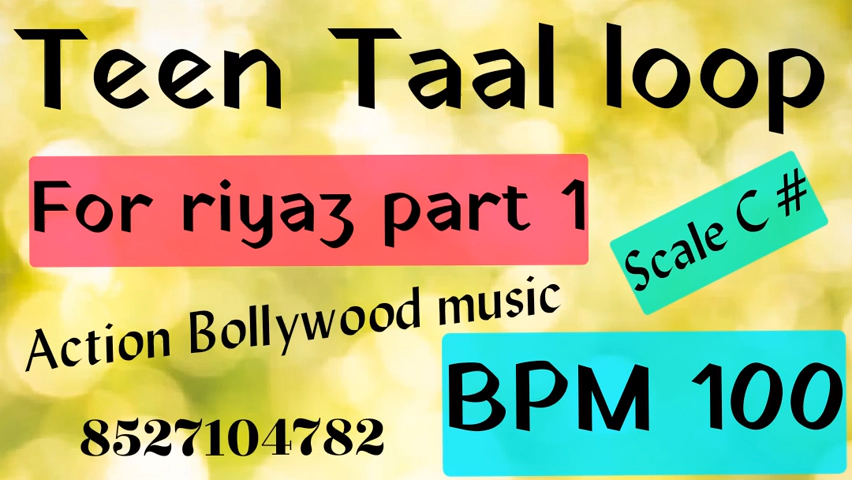 Teen Taal loop
For riyaz part 1
Scale C #
Action Bollywood music
BPM 100
8527104782